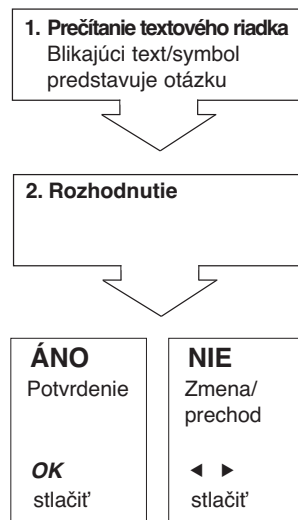 1. Prečítanie textového riadka
Blikajúci text/symbol
predstavuje otázku
2. Rozhodnutie
ÁNO
Potvrdenie
OK
stlačiť
NIE
Zmena/
prechod
◄ ►
stlačiť